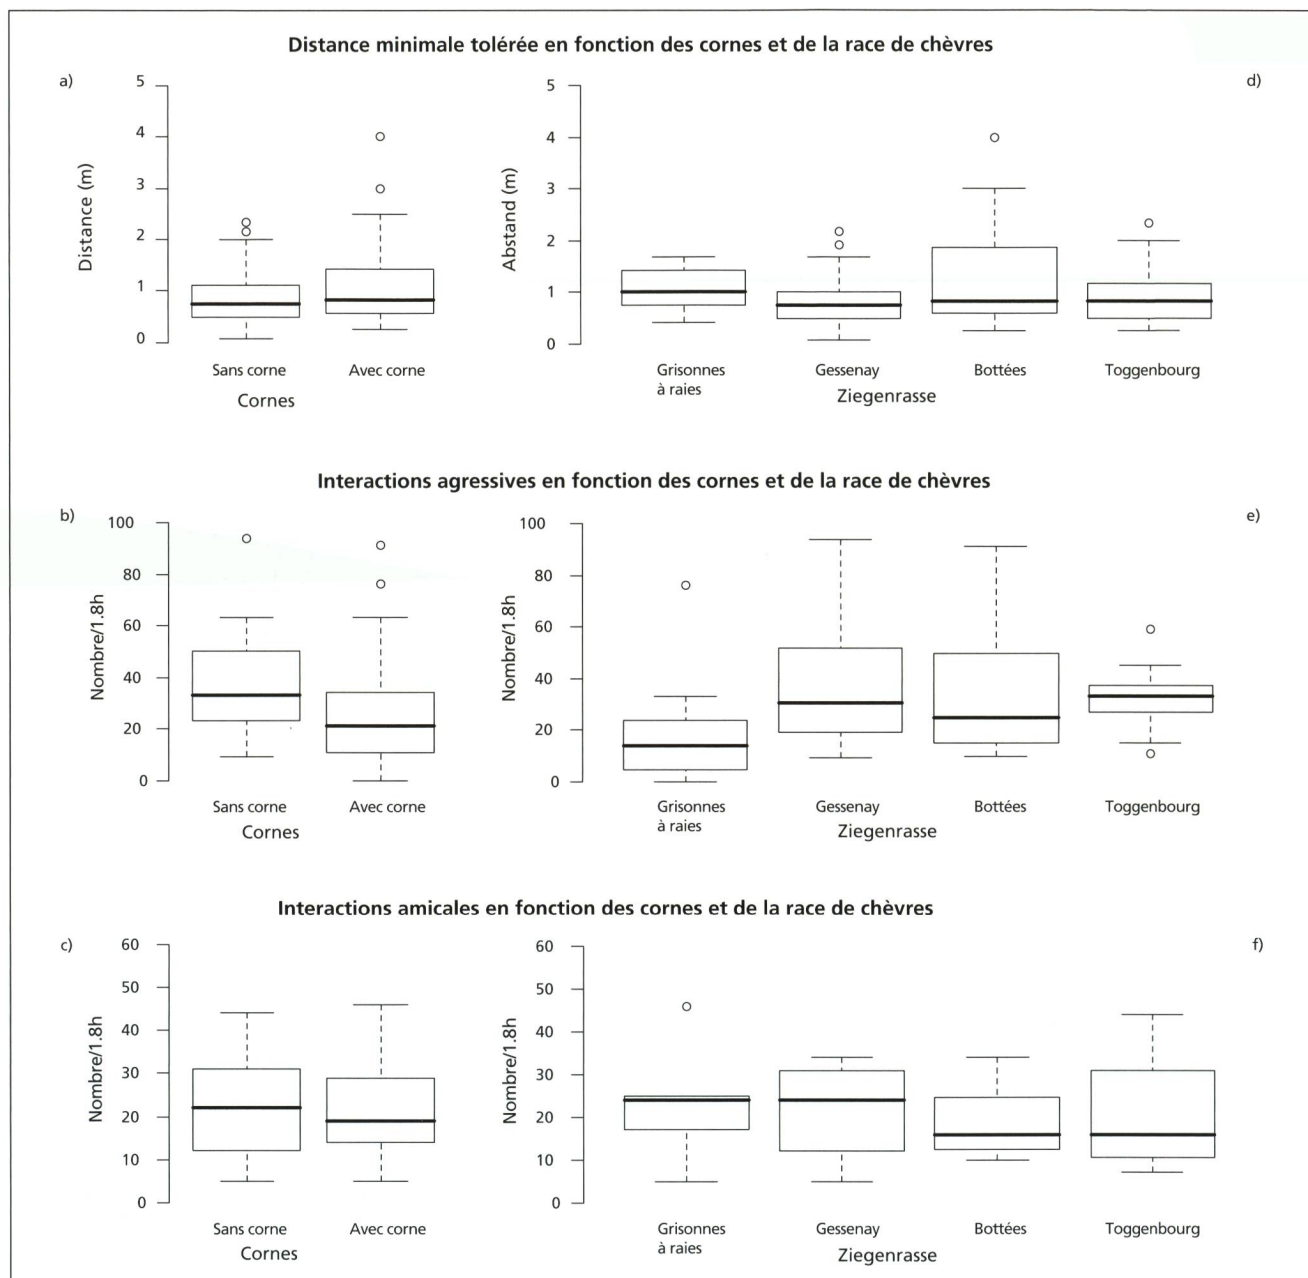 Distance minimale tolérée en fonction des cornes et de la race de chèvres
a)
5
4
3
2
1
0
Distance (m)
Sans corne Avec corne
Cornes
d)
5
4
3
2
1
0
Abstand (m)
Grisonnes à raies Gessenay Bottées Toggenbourg
Ziegenrasse
Interactions agressives en fonction des cornes et de la race de chèvres
b)
100
80
60
40
20
0
Nombre/1.8h
Sans corne Avec corne
Cornes
e)
100
80
60
40
20
0
Nombre/1.8h
Grisonnes à raies Gessenay Bottées Toggenbourg
Ziegenrasse
Interactions amicales en fonction des cornes et de la race de chèvres
c)
60
50
40
30
20
10
0
Nombre/1.8h
Sans corne Avec corne
Cornes
f)
60
50
40
30
20
10
0
Nombre/1.8h
Grisonnes à raies Gessenay Bottées Toggenbourg
Ziegenrasse